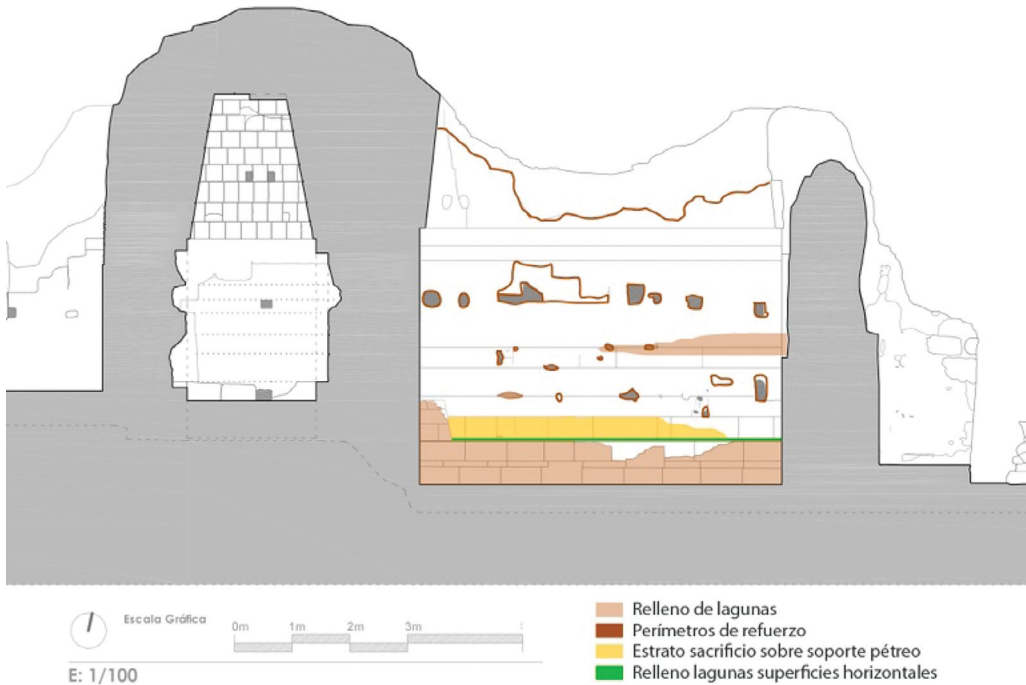 Escala Gráfica
0m 1m 2m 3m
E: 1/100
Relleno de lagunas
Perímetros de refuerzo
Estrato sacrificio sobre soporte pétreo
Relleno lagunas superficies horizontales